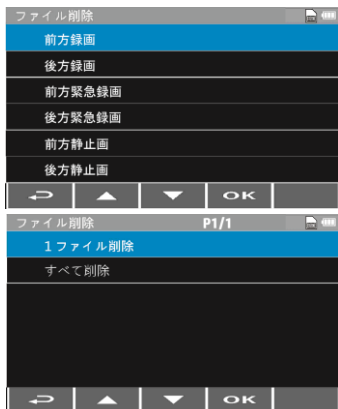 ファイル削除
前方録画
後方録画
前方緊急録画
後方緊急録画
前方静止画
後方静止画
OK
ファイル削除 P1/1
1ファイル削除
すべて削除
OK